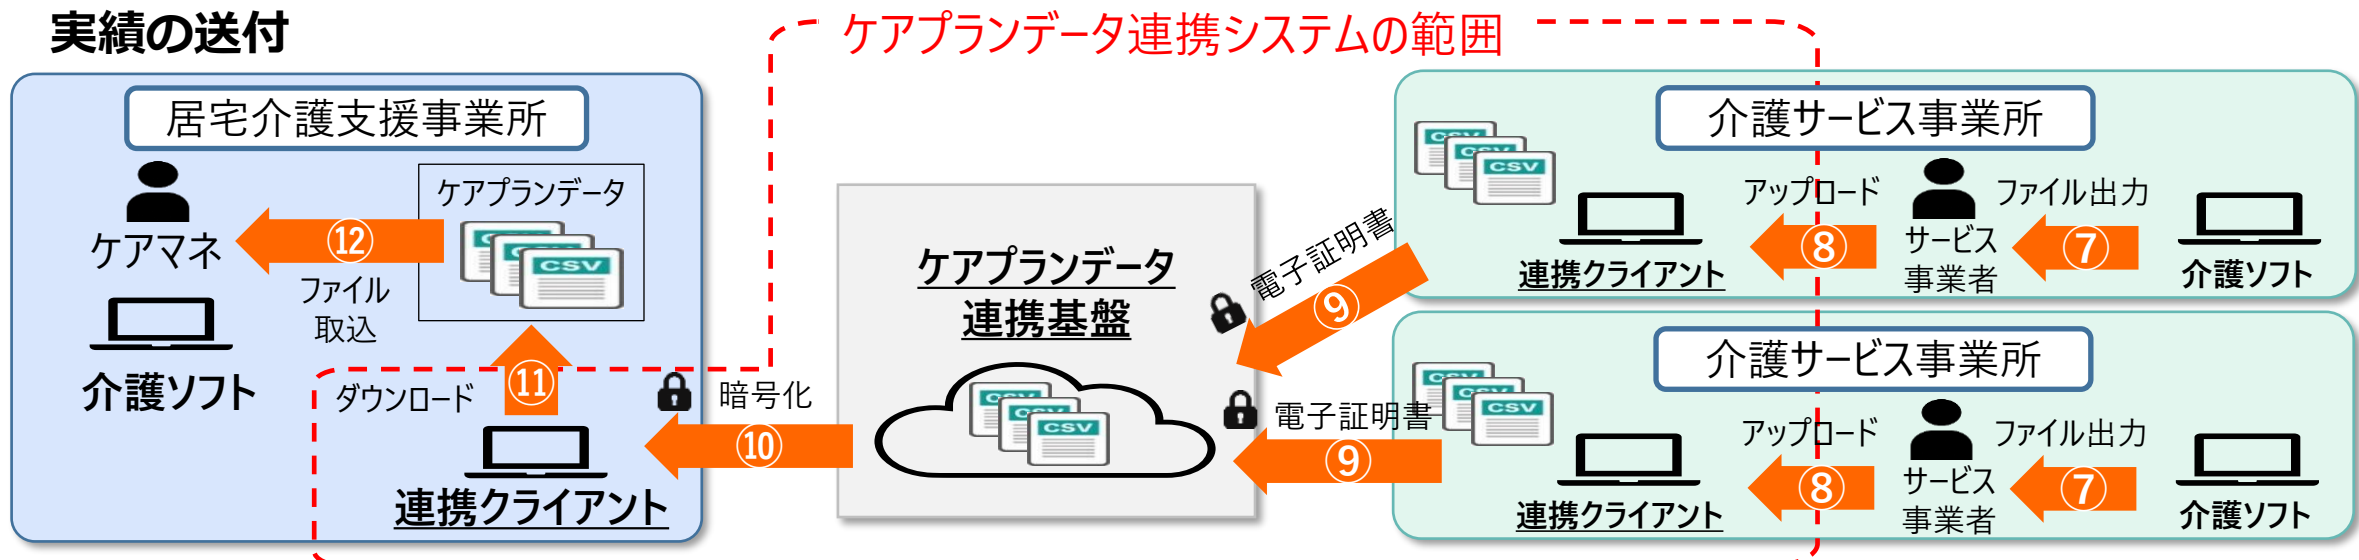 実績の送付
ケアプランデータ連携システムの範囲
居宅介護支援事業所
ケアプランデータ
CSV
ケアマネ
⑫
ファイル
取込
介護ソフト
ダウンロード
⑪
連携クライアント
暗号化
⑩
ケアプランデータ
連携基盤
CSV
CSV
CSV
電子証明書
⑨
電子証明書
⑨
介護サービス事業所
CSV
CSV
CSV
アップロード
⑧
連携クライアント
サービス
事業者
ファイル出力
⑦
介護ソフト
介護サービス事業所
CSV
CSV
CSV
アップロード
⑧
連携クライアント
サービス
事業者
ファイル出力
⑦
介護ソフト